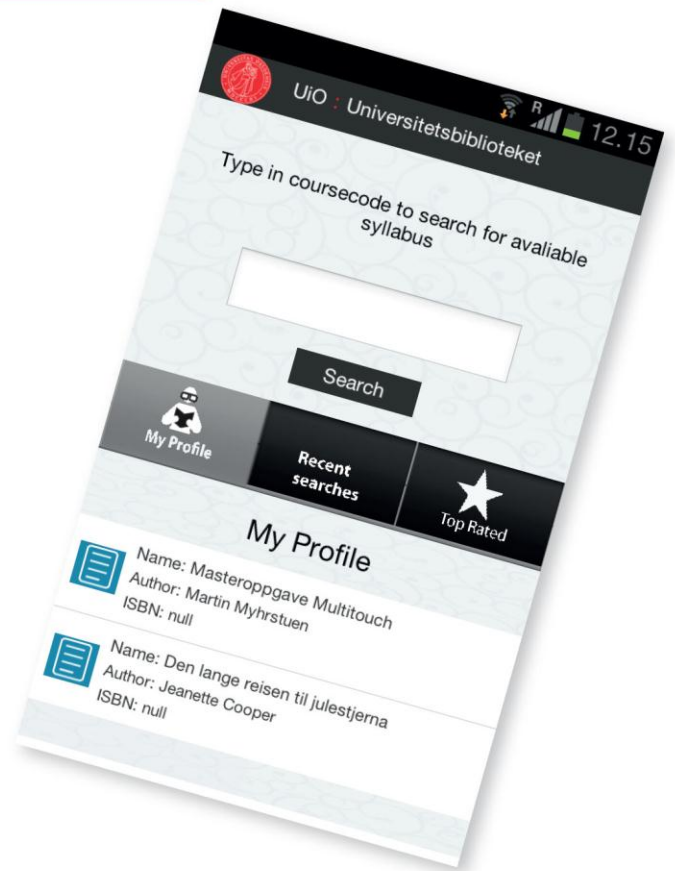 R 12.15
UiO : Universitetsbiblioteket
Type in coursecode to search for avaliable
syllabus
Search
My Profile
Recent
searches
Top Rated
My Profile
Name: Masteroppgave Multitouch
Author: Martin Myhrstuen
ISBN: null
Name: Den lange reisen til julestjerna
Author: Jeanette Cooper
ISBN: null